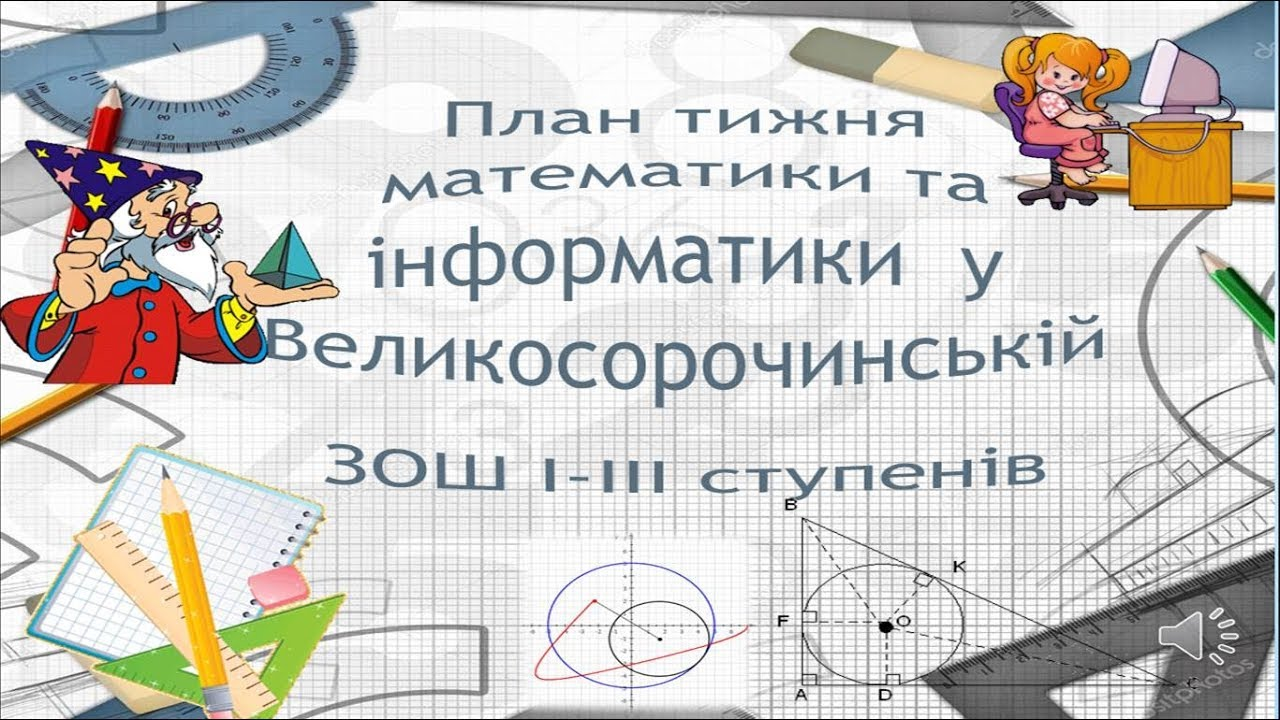 План тижня
математики та
інформатики у
Великосорочинській
ЗОШ І-ІІІ ступенів
B
K
F
O
A
D